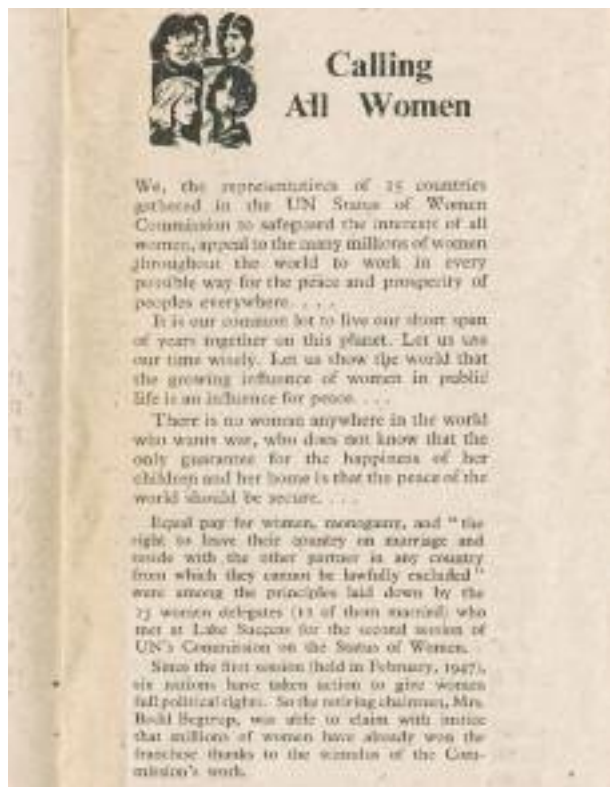 Calling
All Women
We, the representatives of 15 countries
gathered in the UN Status of Women
Commission to safeguard the interests of all
women, appeal to the many millions of women
throughout the world to work in every
possible way for the peace and prosperity of
peoples everywhere. . . .
It is our common lot to live our short span
of years together on this planet. Let us use
our time wisely. Let us show the world that
the growing influence of women in public
life is an influence for peace. . . .
There is no woman anywhere in the world
who wants war, who does not know that the
only guarantee for the happiness of her
children and her home is that the peace of the
world should be secure. . . .
Equal pay for women, monogamy, and "the
right to leave their country on marriage and
reside with the other partner in any country
from which they cannot be lawfully excluded"
were among the principles laid down by the
women delegates (11 of them married) who
met at Lake Success for the second session of
UN's Commission on the Status of Women.
Since the first session (held in February, 1947),
six nations have taken action to give women
full political rights. So the retiring chairman, Mrs.
Bodil Begtrup, was able to claim with justice
that millions of women have already won the
franchise thanks to the stimulus of the Com-
mission's work.